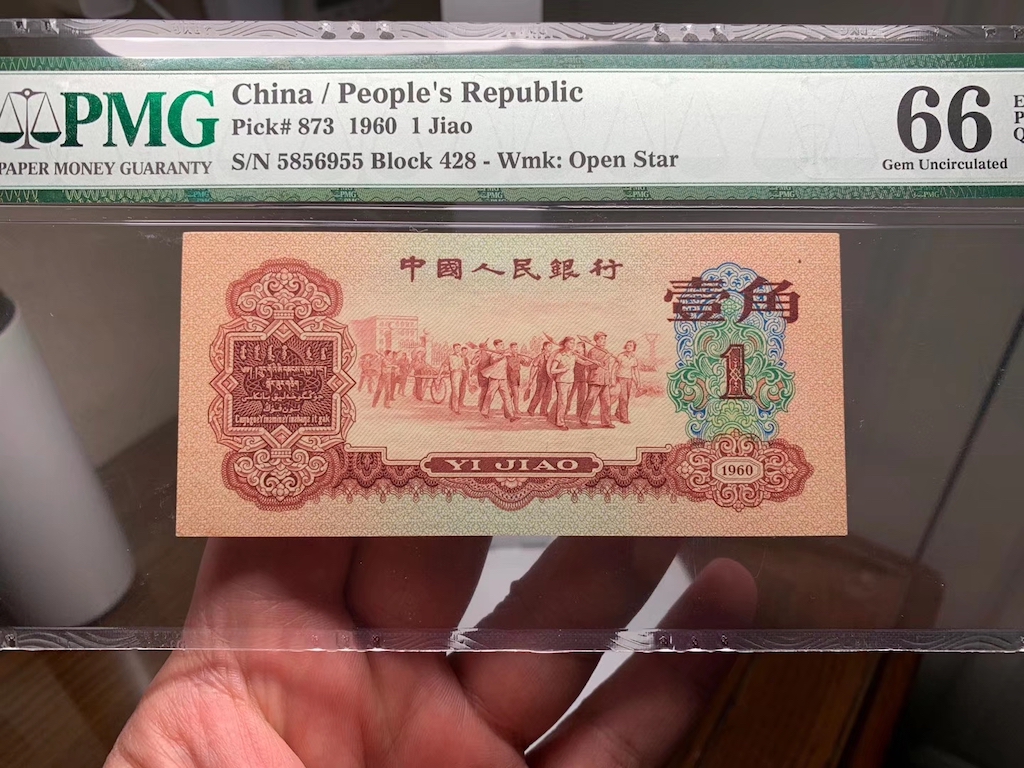 PMG
PAPER MONEY GUARANTY
China / People's Republic
Pick# 873 1960 1 Jiao
S/N 5856955 Block 428 - Wmk: Open Star
66
Gem Uncirculated
E
P
Q
中國人民銀行
壹角
1
YI JIAO
1960